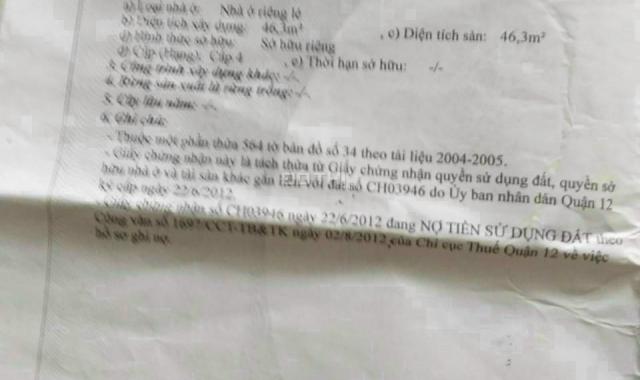 a) Loại nhà ở: Nhà ở riêng lẻ
b) Diện tích xây dựng: 46,3m² , c) Diện tích sàn: 46,3m²
d) Hình thức sở hữu: Sở hữu riêng
đ) Cấp (Hạng): Cấp 4 , e) Thời hạn sở hữu: -/-
3. Công trình xây dựng khác: -/-
4. Rừng sản xuất là rừng trồng: -/-
5. Cây lâu năm: -/-
6. Ghi chú:
- Thuộc một phần thửa 564 tờ bản đồ số 34 theo tài liệu 2004-2005.
- Giấy chứng nhận này là tách thửa từ Giấy chứng nhận quyền sử dụng đất, quyền sở
hữu nhà ở và tài sản khác gắn liền với đất số CH03946 do Ủy ban nhân dân Quận 12
ký cấp ngày 22/6/2012.
- Giấy chứng nhận số CH03946 ngày 22/6/2012 đang NỢ TIỀN SỬ DỤNG ĐẤT theo
Công văn số 1697/CCT-TB&TK ngày 02/8/2012 của Chi cục Thuế Quận 12 về việc
hồ sơ ghi nợ.